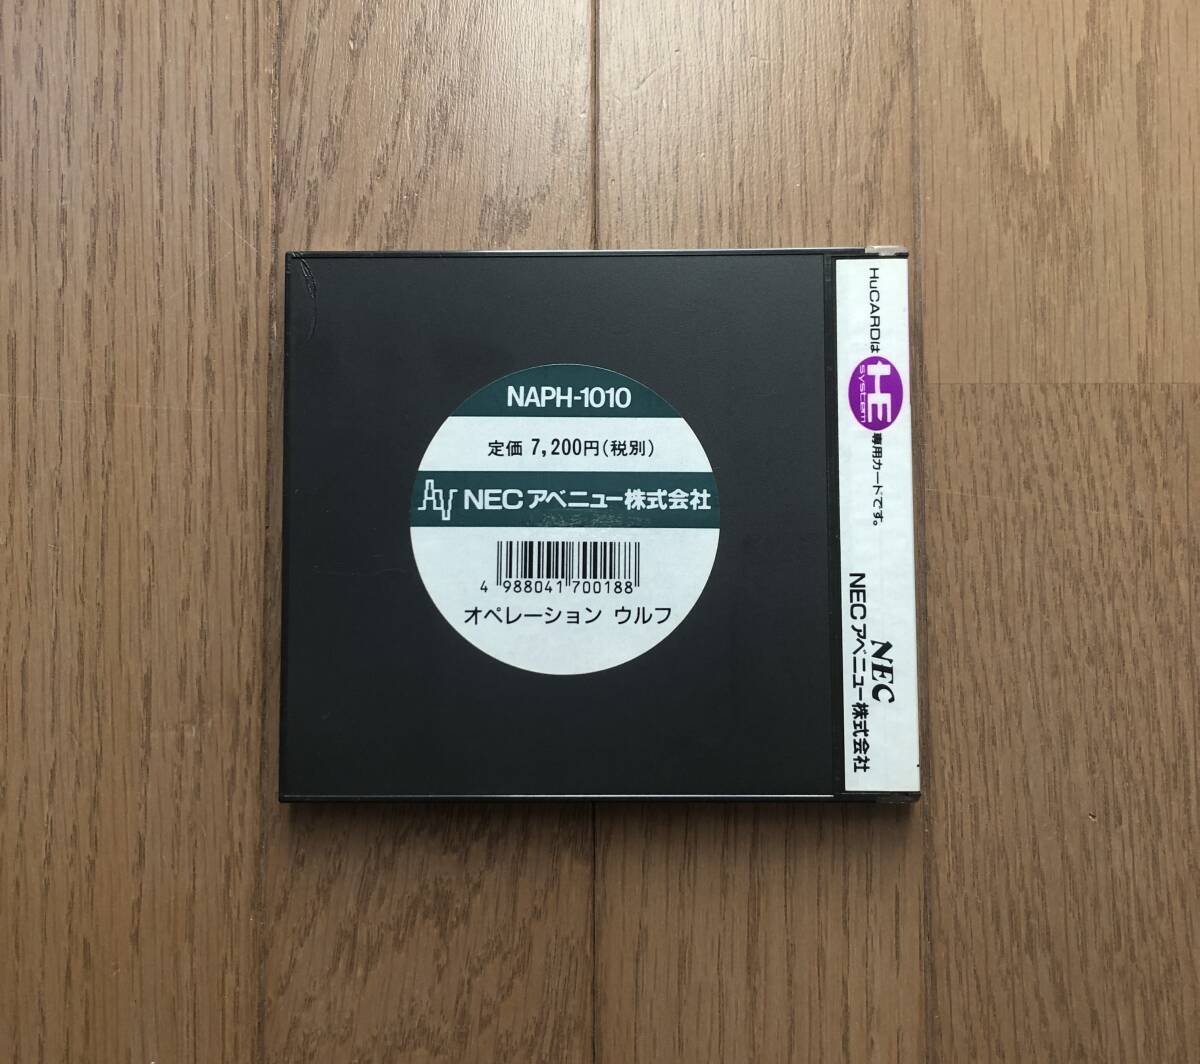 NAPH-1010
定価 7,200円(税別)
NECアベニュー株式会社
4 988041 700188
オペレーション ウルフ
HuCARDは HE system 専用カードです。
NEC
NECアベニュー株式会社